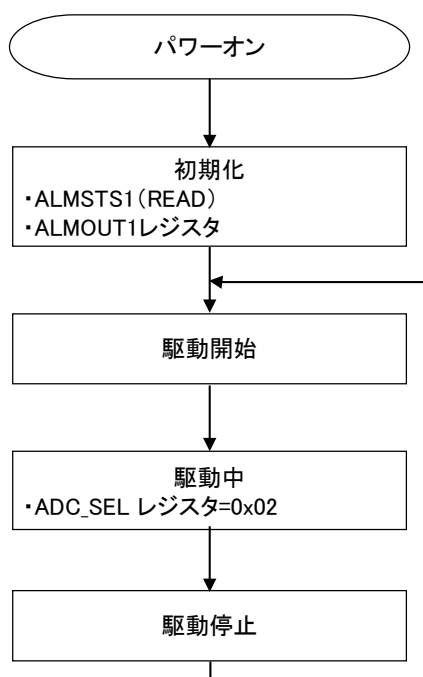 パワーオン
初期化
・ALMSTS1(READ)
・ALMOUT1レジスタ
駆動開始
駆動中
・ADC_SEL レジスタ=0x02
駆動停止